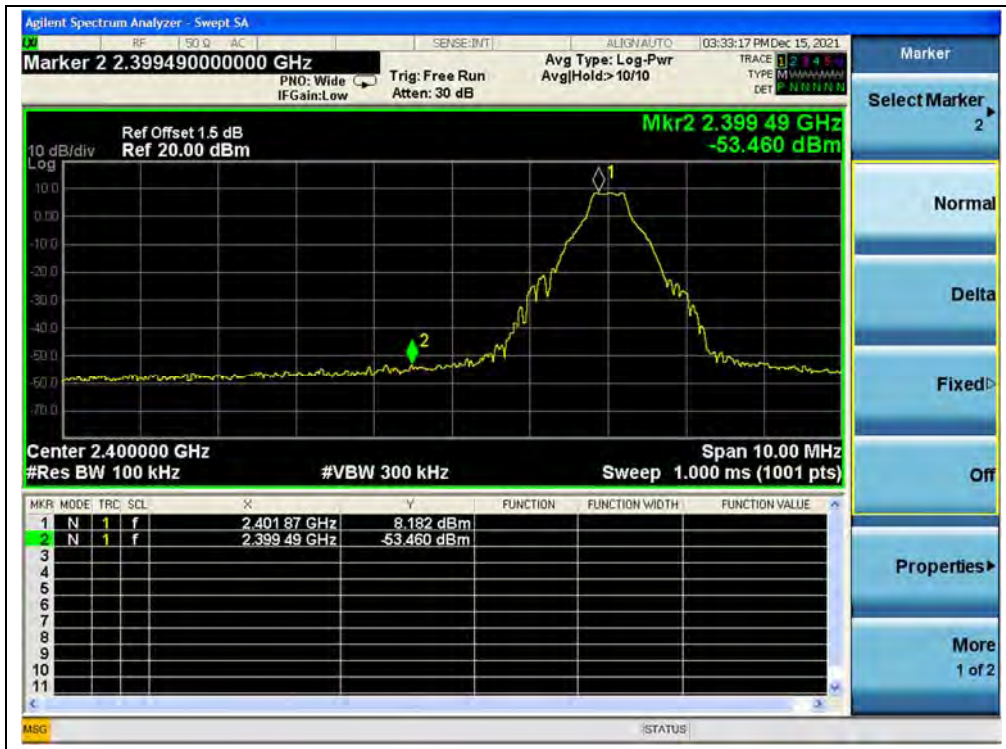 Agilent Spectrum Analyzer - Swept SA
RF 50 Ω AC SENSE:INT ALIGN AUTO 03:33:17 PM Dec 15, 2021
Marker 2 2.399490000000 GHz
PNO: Wide
IFGain:Low
Trig: Free Run
Atten: 30 dB
Avg Type: Log-Pwr
Avg|Hold:> 10/10
TRACE 1 2 3 4 5 6
TYPE M
DET P N N N N N
Mkr2 2.399 49 GHz
-53.460 dBm
Ref Offset 1.5 dB
10 dB/div Ref 20.00 dBm
Log
10.0
0.00
-10.0
-20.0
-30.0
-40.0
-50.0
-60.0
-70.0
1
2
Center 2.400000 GHz Span 10.00 MHz
#Res BW 100 kHz #VBW 300 kHz Sweep 1.000 ms (1001 pts)
MKR MODE TRC SCL X Y FUNCTION FUNCTION WIDTH FUNCTION VALUE
1 N 1 f 2.401 87 GHz 8.182 dBm
2 N 1 f 2.399 49 GHz -53.460 dBm
3
4
5
6
7
8
9
10
11
MSG STATUS
Marker
Select Marker
2
Normal
Delta
Fixed
Off
Properties
More
1 of 2